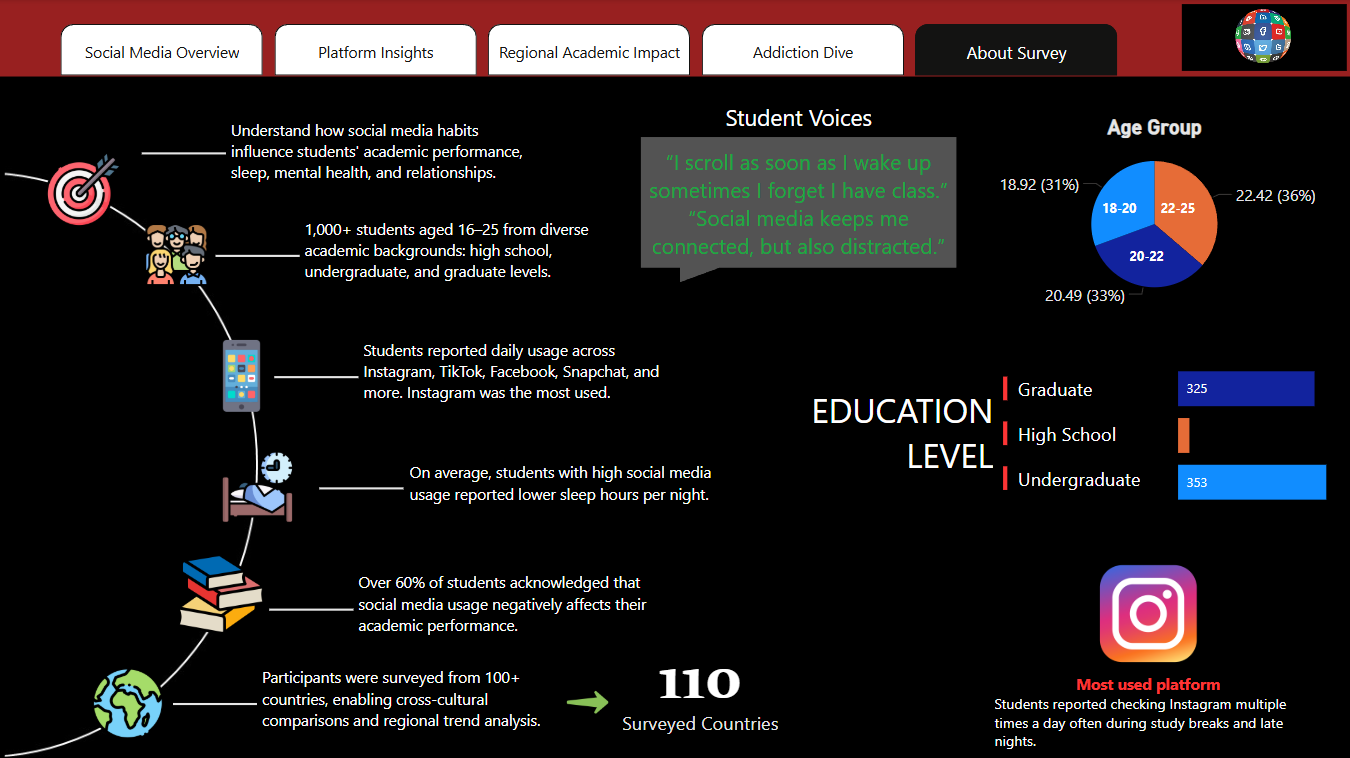 Social Media Overview
Platform Insights
Regional Academic Impact
Addiction Dive
About Survey
Understand how social media habits
influence students' academic performance,
sleep, mental health, and relationships.
1,000+ students aged 16–25 from diverse
academic backgrounds: high school,
undergraduate, and graduate levels.
Students reported daily usage across
Instagram, TikTok, Facebook, Snapchat, and
more. Instagram was the most used.
On average, students with high social media
usage reported lower sleep hours per night.
Over 60% of students acknowledged that
social media usage negatively affects their
academic performance.
Participants were surveyed from 100+
countries, enabling cross-cultural
comparisons and regional trend analysis.
110
Surveyed Countries
Student Voices
“I scroll as soon as I wake up
sometimes I forget I have class.”
“Social media keeps me
connected, but also distracted.”
Age Group
18.92 (31%)
22.42 (36%)
18-20
22-25
20-22
20.49 (33%)
EDUCATION
LEVEL
Graduate
325
High School
Undergraduate
353
Most used platform
Students reported checking Instagram multiple
times a day often during study breaks and late
nights.